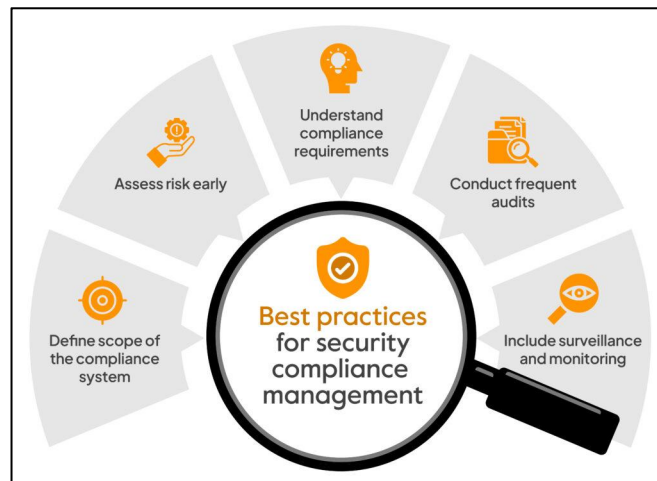 Define scope of
the compliance
system
Assess risk early
Understand
compliance
requirements
Conduct frequent
audits
Include surveillance
and monitoring
Best practices
for security
compliance
management